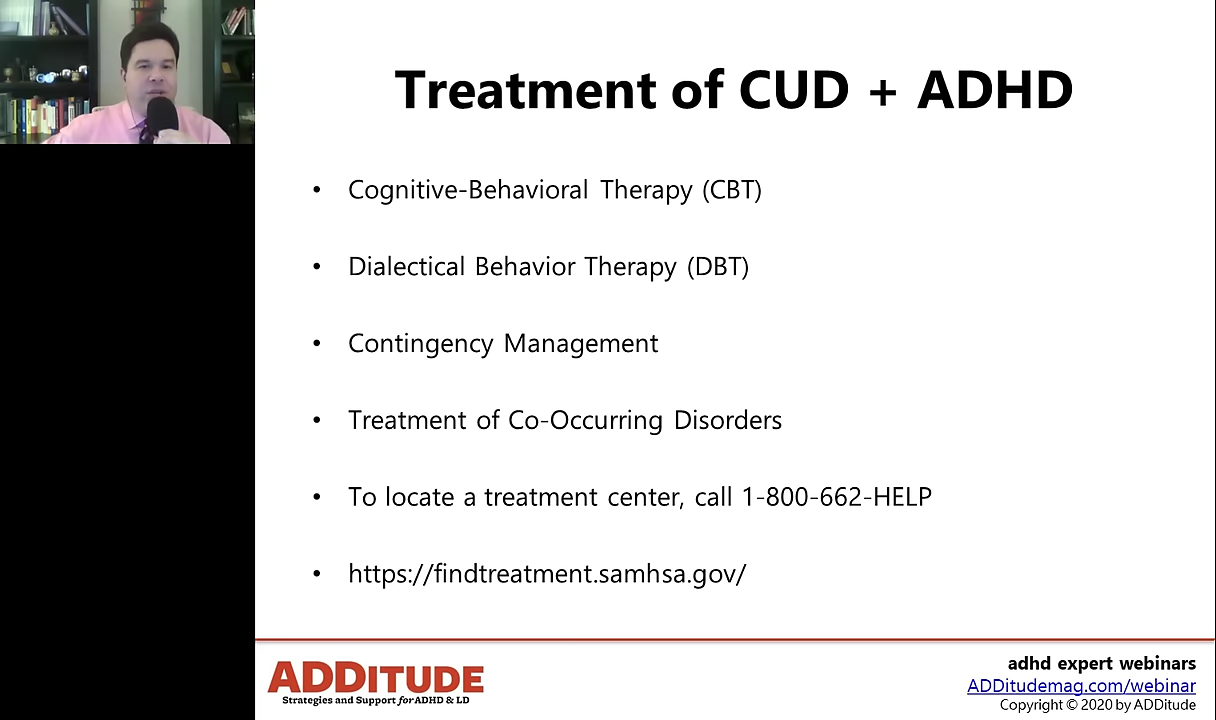 Treatment of CUD + ADHD
• Cognitive-Behavioral Therapy (CBT)
• Dialectical Behavior Therapy (DBT)
• Contingency Management
• Treatment of Co-Occurring Disorders
• To locate a treatment center, call 1-800-662-HELP
• https://findtreatment.samhsa.gov/
ADDITUDE
Strategies and Support for ADHD & LD
adhd expert webinars
ADDitudemag.com/webinar
Copyright © 2020 by ADDitude